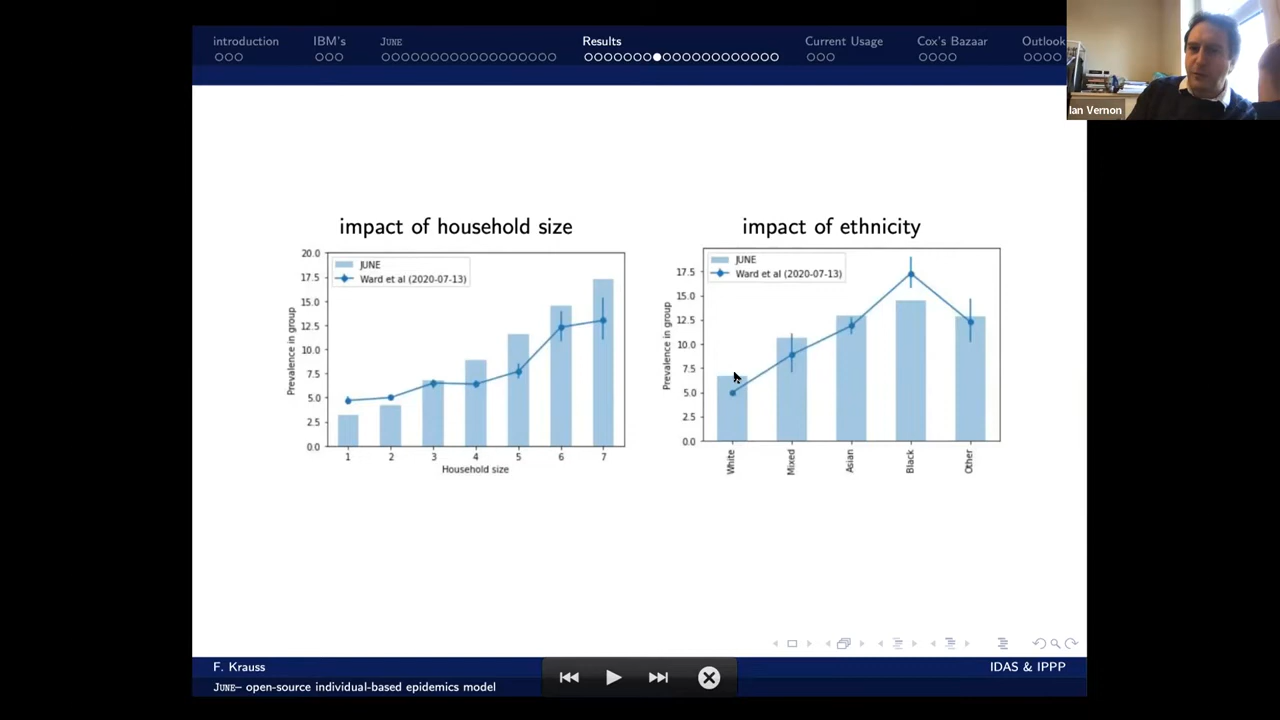 introduction IBM's JUNE Results Current Usage Cox's Bazaar Outlook
Ian Vernon
impact of household size
20.0
17.5
15.0
12.5
10.0
7.5
5.0
2.5
0.0
Prevalence in group
JUNE
Ward et al (2020-07-13)
1 2 3 4 5 6 7
Household size
impact of ethnicity
17.5
15.0
12.5
10.0
7.5
5.0
2.5
0.0
Prevalence in group
JUNE
Ward et al (2020-07-13)
White Mixed Asian Black Other
F. Krauss IDAS & IPPP
JUNE– open-source individual-based epidemics model